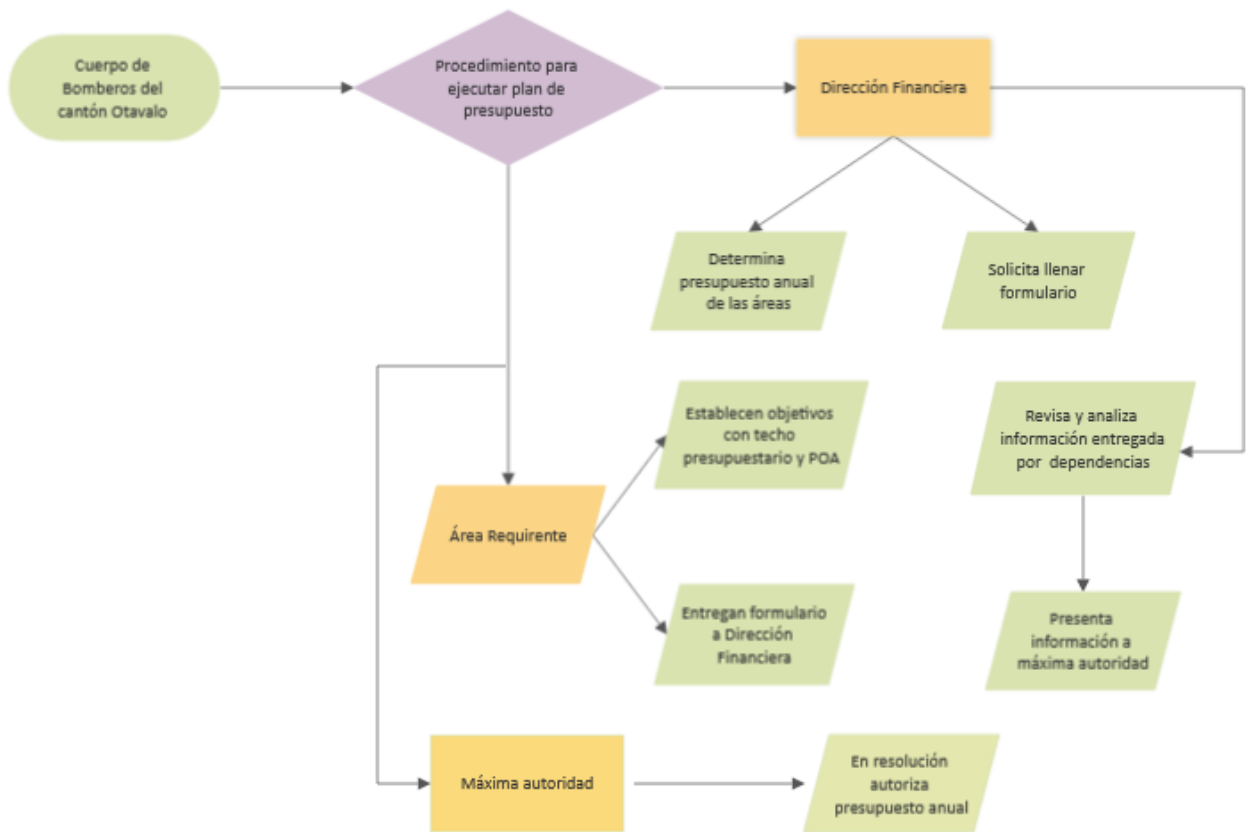 Cuerpo de
Bomberos del
cantón Otavalo
Procedimiento para
ejecutar plan de
presupuesto
Dirección Financiera
Determina
presupuesto anual
de las áreas
Solicita llenar
formulario
Establecen objetivos
con techo
presupuestario y POA
Revisa y analiza
información entregada
por dependencias
Área Requirente
Entregan formulario
a Dirección
Financiera
Presenta
información a
máxima autoridad
Máxima autoridad
En resolución
autoriza
presupuesto anual